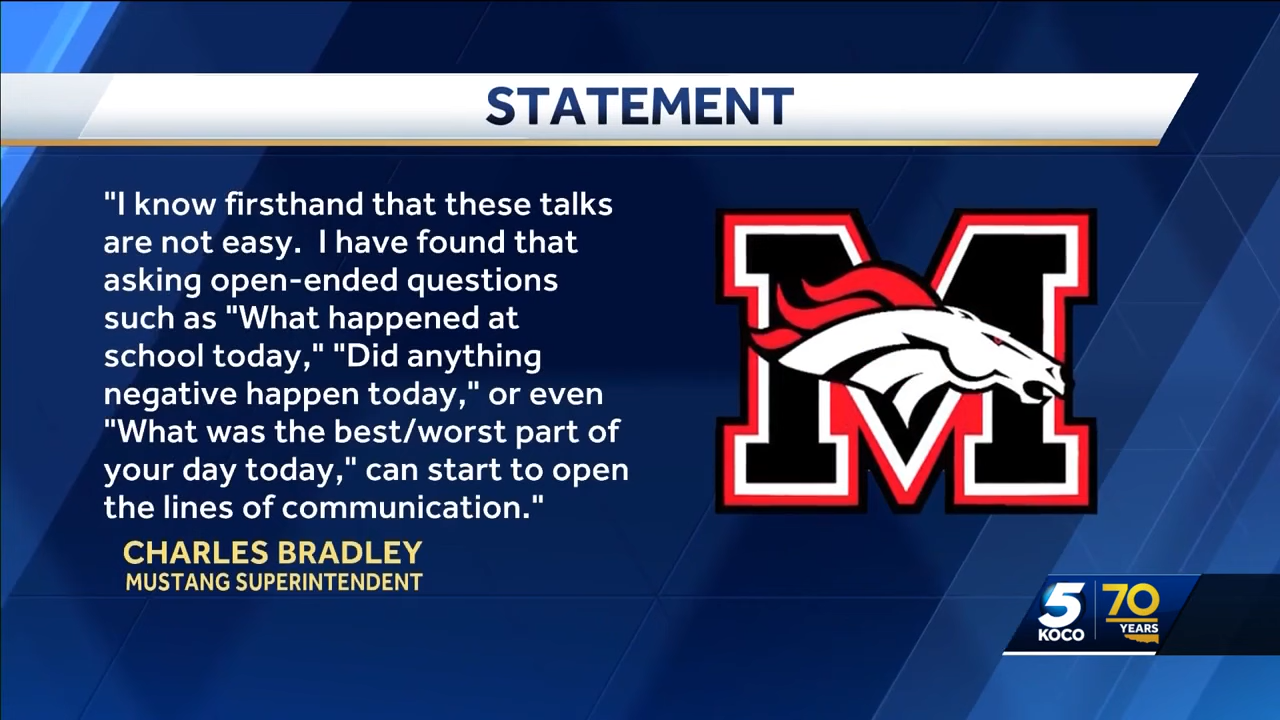 STATEMENT
"I know firsthand that these talks
are not easy.  I have found that
asking open-ended questions
such as "What happened at
school today," "Did anything
negative happen today," or even
"What was the best/worst part of
your day today," can start to open
the lines of communication."
CHARLES BRADLEY
MUSTANG SUPERINTENDENT
M
5
KOCO
70
YEARS